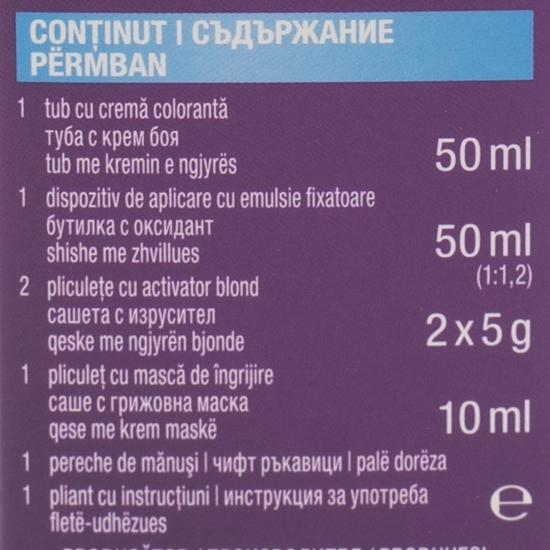 CONȚINUT | СЪДЪРЖАНИЕ
PËRMBAN
1 tub cu cremă colorantă
туба с крем боя
tub me kremin e ngjyrës
50 ml
1 dispozitiv de aplicare cu emulsie fixatoare
бутилка с оксидант
shishe me zhvillues
50 ml
(1:1,2)
2 pliculețe cu activator blond
сашета с изрусител
qeske me ngjyrën bjonde
2 x 5 g
1 pliculeț cu mască de îngrijire
саше с грижовна маска
qese me krem maskë
10 ml
1 pereche de mănuși | чифт ръкавици | palë dorëza
1 pliant cu instrucțiuni | инструкция за употреба
fletë-udhëzues
℮